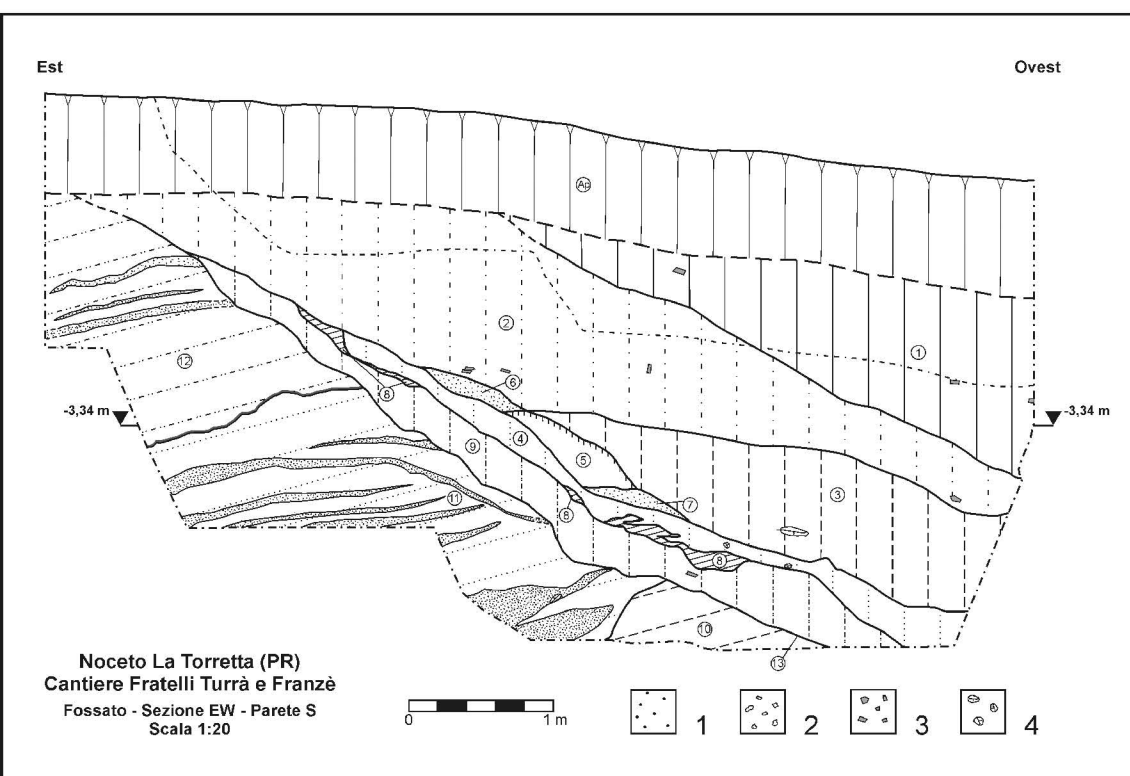 Est
Ovest
Ap
1
2
12
6
8
-3,34 m
-3,34 m
4
9
5
3
11
7
8
8
10
13
Noceto La Torretta (PR)
Cantiere Fratelli Turrà e Franzè
Fossato - Sezione EW - Parete S
Scala 1:20
0 1 m
1 2 3 4